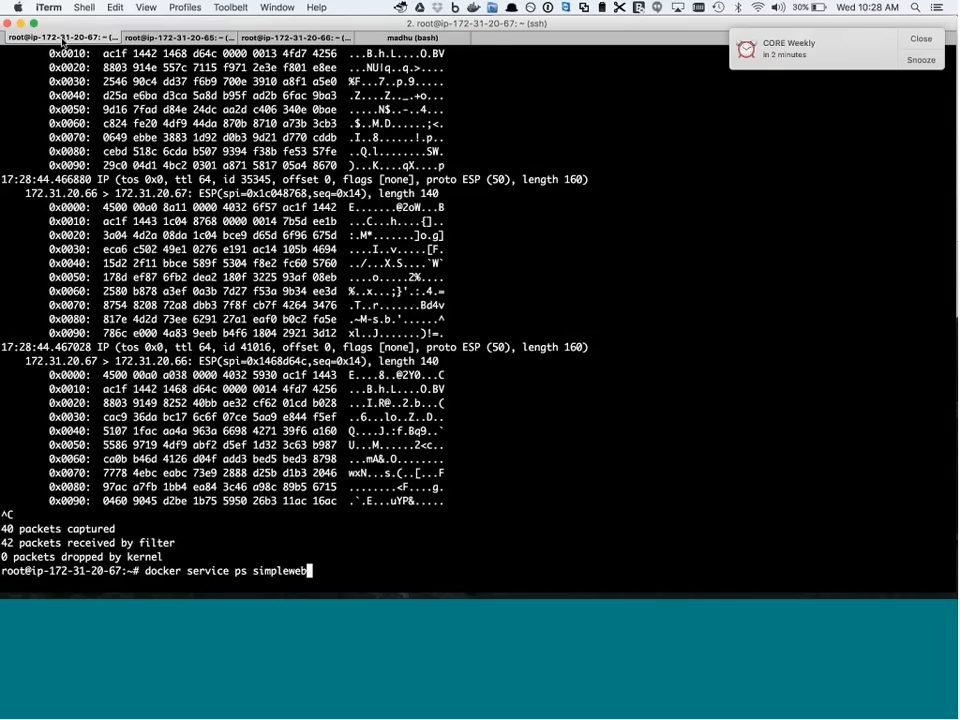 iTerm Shell Edit View Profiles Toolbelt Window Help 30% Wed 10:28 AM
2. root@ip-172-31-20-67: ~ (ssh)
root@ip-172-31-20-67: ~ (... root@ip-172-31-20-65: ~ (... root@ip-172-31-20-66: ~ (... madhu (bash)
CORE Weekly
in 2 minutes
Close
Snooze
0x0010: ac1f 1442 1468 d64c 0000 0013 4fd7 4256 ...B.h.L....O.BV
0x0020: 8803 914e 557c 7115 f971 2e3f f801 e8ee ...NU|q..q.>....
0x0030: 2546 90c4 dd37 f6b9 700e 3910 a8f1 a5e0 %F...7..p.9.....
0x0040: d25a e6ba d3ca 5a8d b95f ad2b 6fac 9ba3 .Z....Z.._.+o...
0x0050: 9d16 7fad d84e 24dc aa2d c406 340e 0bae .....N$..-..4...
0x0060: c824 fe20 4df9 44da 870b 8710 a73b 3cb3 .$..M.D......;<.
0x0070: 0649 ebbe 3883 1d92 d0b3 9d21 d770 cddb .I..8......!.p..
0x0080: cebd 518c 6cda b507 9394 f38b fe53 57fe ..Q.l........SW.
0x0090: 29c0 04d1 4bc2 0301 a871 5817 05a4 8670 )...K....qX....p
17:28:44.466880 IP (tos 0x0, ttl 64, id 35345, offset 0, flags [none], proto ESP (50), length 160)
172.31.20.66 > 172.31.20.67: ESP(spi=0x1c048768,seq=0x14), length 140
0x0000: 4500 00a0 8a11 0000 4032 6f57 ac1f 1442 E.......@2oW...B
0x0010: ac1f 1443 1c04 8768 0000 0014 7b5d ee1b ...C...h....{]..
0x0020: 3a04 4d2a 08da 1c04 bce9 d65d 6f96 675d :.M*.......]o.g]
0x0030: eca6 c502 49e1 0276 e191 ac14 105b 4694 ....I..v.....[F.
0x0040: 15d2 2f11 bbce 589f 5304 f8e2 fc60 5760 ../...X.S....`W`
0x0050: 178d ef87 6fb2 dea2 180f 3225 93af 08eb ....o.....2%....
0x0060: 2580 b878 a3ef 0a3b 7d27 1a1f 3a9d 34ee %..x...;}'..:.4.
0x0070: 8754 8208 72a8 dbb3 7f8f cb7f 4264 3476 .T..r.......Bd4v
0x0080: 817e 4d2d 73ee 6291 27a1 eaf0 b0c2 fa5e .~M-s.b.'......^
0x0090: 786c e000 4a83 9eeb b4f6 1804 2921 3d12 xl..J.......)!=.
17:28:44.467028 IP (tos 0x0, ttl 64, id 41016, offset 0, flags [none], proto ESP (50), length 160)
172.31.20.67 > 172.31.20.66: ESP(spi=0x1468d64c,seq=0x14), length 140
0x0000: 4500 00a0 a038 0000 4032 5930 ac1f 1443 E....8..@2Y0...C
0x0010: ac1f 1442 1468 d64c 0000 0014 4fd7 4256 ...B.h.L....O.BV
0x0020: 8803 9149 8252 40bb ae32 cf62 01cd b028 ...I.R@..2.b...(
0x0030: cac9 36da bc17 6c6f 07ce 5aa9 e844 f5ef ..6...lo..Z..D..
0x0040: 5107 1fac aa4a 963a 6698 4271 39f6 a160 Q....J.:f.Bq9..`
0x0050: 5586 9719 4df9 abf2 d5ef 1d32 3c63 b987 U...M......2<c..
0x0060: ca0b b46d 4126 d04f add3 bed5 bed3 8958 ...mA&.O........
0x0070: 7778 4ebc eabc 73e9 2888 d25b d1b3 2046 wxN...s.(..[...F
0x0080: 97ac a7fb 1bb4 ea84 3c46 a98c 89b5 6715 ........<F....g.
0x0090: 0460 9045 d2be 1b75 5950 26b3 11ac 16ac .`.E...uYP&.....
^C
40 packets captured
42 packets received by filter
0 packets dropped by kernel
root@ip-172-31-20-67:~# docker service ps simpleweb